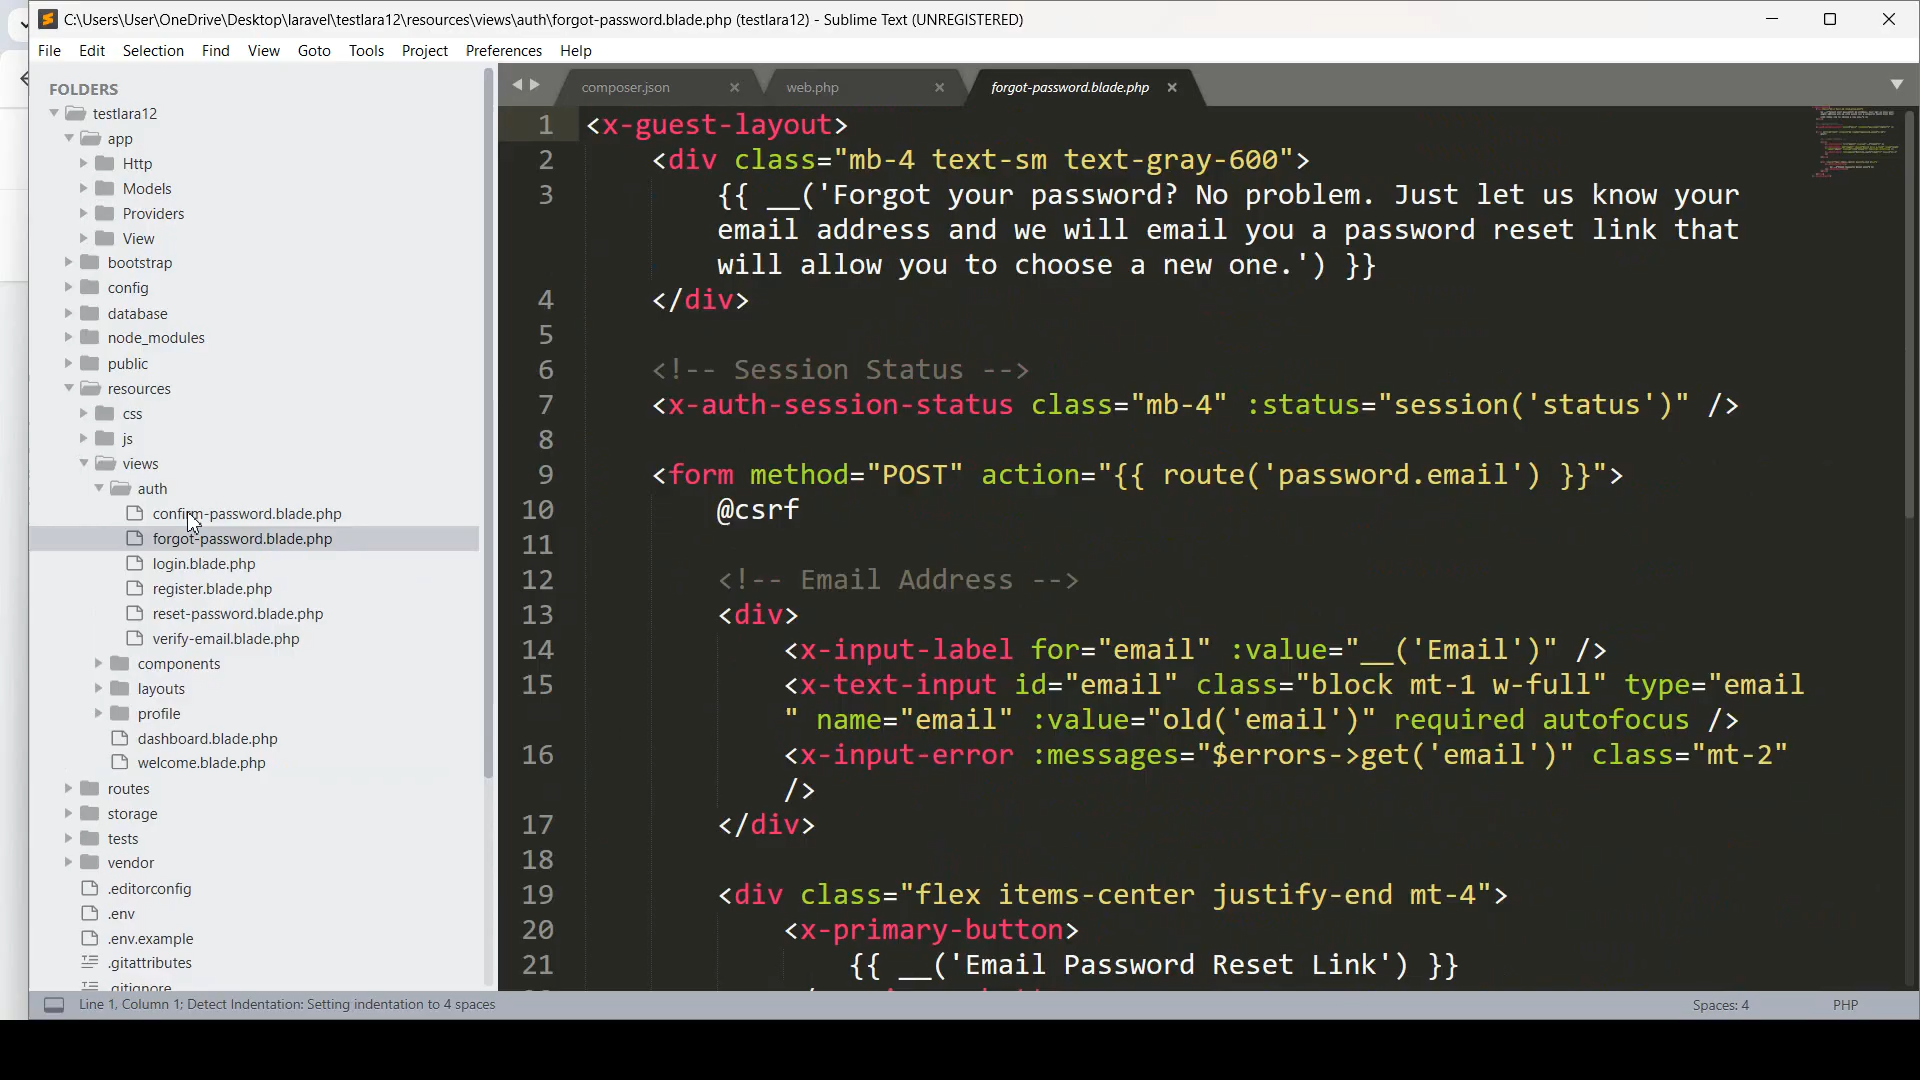 C:\Users\User\OneDrive\Desktop\laravel\testlara12\resources\views\auth\forgot-password.blade.php (testlara12) - Sublime Text (UNREGISTERED)
File Edit Selection Find View Goto Tools Project Preferences Help
FOLDERS
testlara12
app
Http
Models
Providers
View
bootstrap
config
database
node_modules
public
resources
css
js
views
auth
confirm-password.blade.php
forgot-password.blade.php
login.blade.php
register.blade.php
reset-password.blade.php
verify-email.blade.php
components
layouts
profile
dashboard.blade.php
welcome.blade.php
routes
storage
tests
vendor
.editorconfig
.env
.env.example
.gitattributes
.gitignore
composer.json web.php forgot-password.blade.php
1 <x-guest-layout>
2 <div class="mb-4 text-sm text-gray-600">
3 {{ __('Forgot your password? No problem. Just let us know your
email address and we will email you a password reset link that
will allow you to choose a new one.') }}
4 </div>
5
6 <!-- Session Status -->
7 <x-auth-session-status class="mb-4" :status="session('status')" />
8
9 <form method="POST" action="{{ route('password.email') }}">
10 @csrf
11
12 <!-- Email Address -->
13 <div>
14 <x-input-label for="email" :value="__('Email')" />
15 <x-text-input id="email" class="block mt-1 w-full" type="email
" name="email" :value="old('email')" required autofocus />
16 <x-input-error :messages="$errors->get('email')" class="mt-2"
/>
17 </div>
18
19 <div class="flex items-center justify-end mt-4">
20 <x-primary-button>
21 {{ __('Email Password Reset Link') }}
Line 1, Column 1; Detect Indentation: Setting indentation to 4 spaces
Spaces: 4 PHP